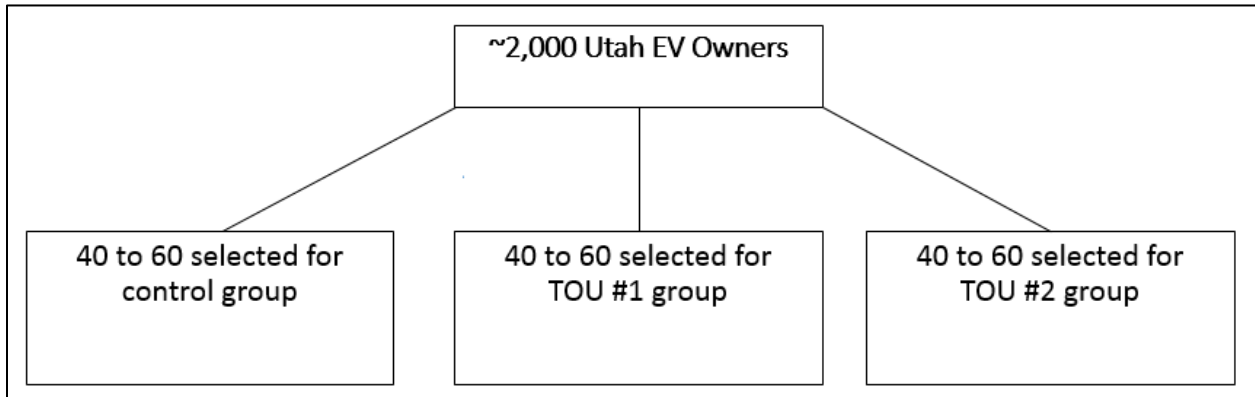 ~2,000 Utah EV Owners
40 to 60 selected for
control group
40 to 60 selected for
TOU #1 group
40 to 60 selected for
TOU #2 group